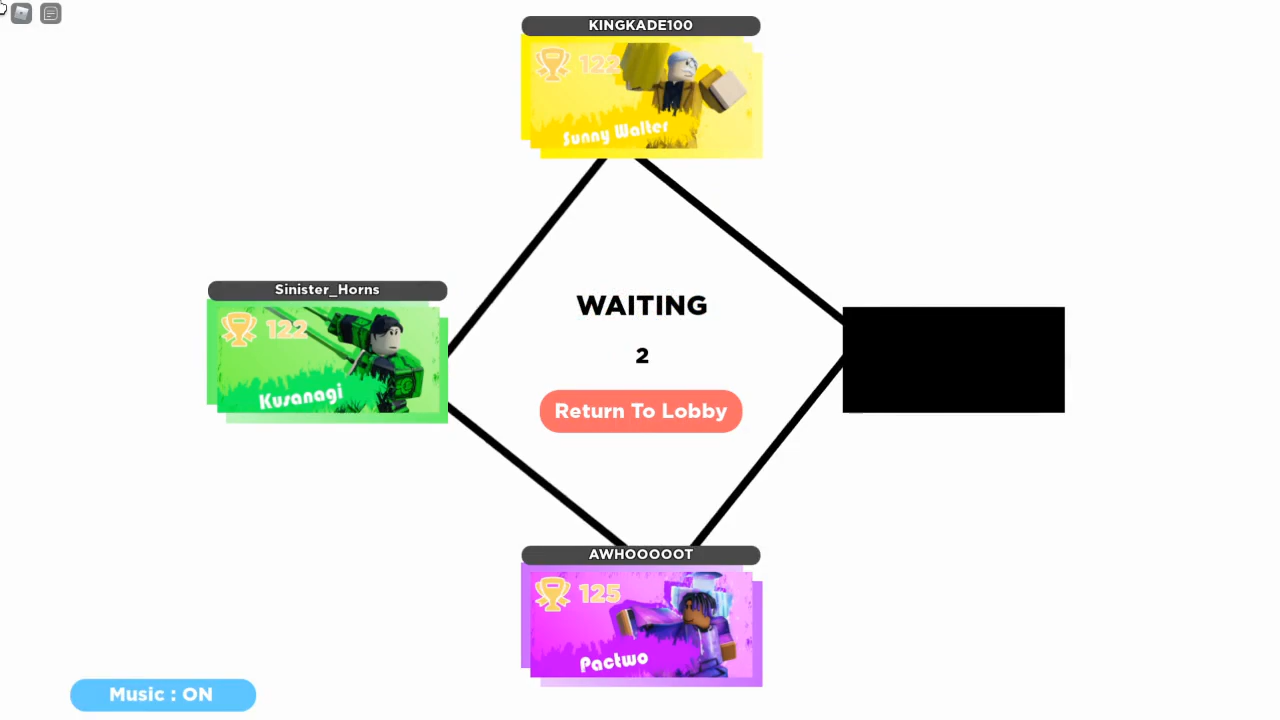 KINGKADE100
122
Sunny Walter
Sinister_Horns
122
Kusanagi
WAITING
2
Return To Lobby
AWHOOOOOT
125
Pactwo
Music : ON